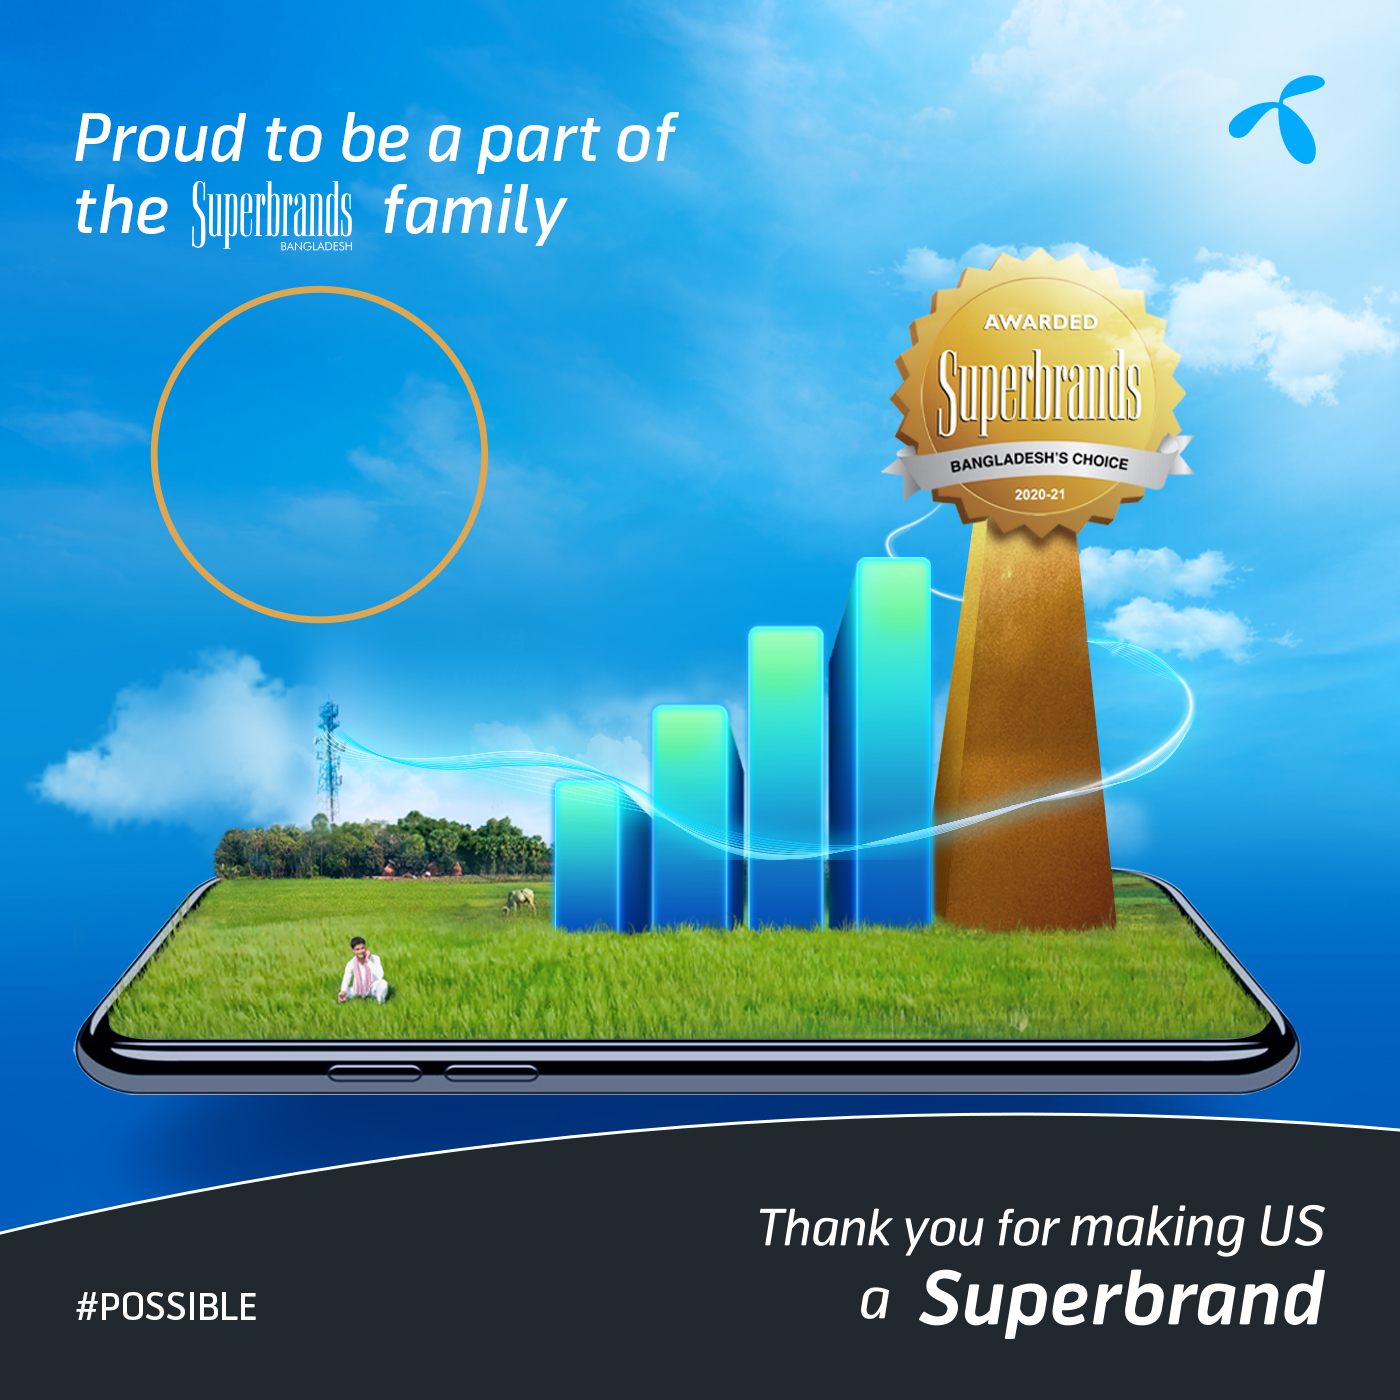 Proud to be a part of
the Superbrands family
BANGLADESH
AWARDED
Superbrands
BANGLADESH'S CHOICE
2020-21
Thank you for making US
a Superbrand
#POSSIBLE